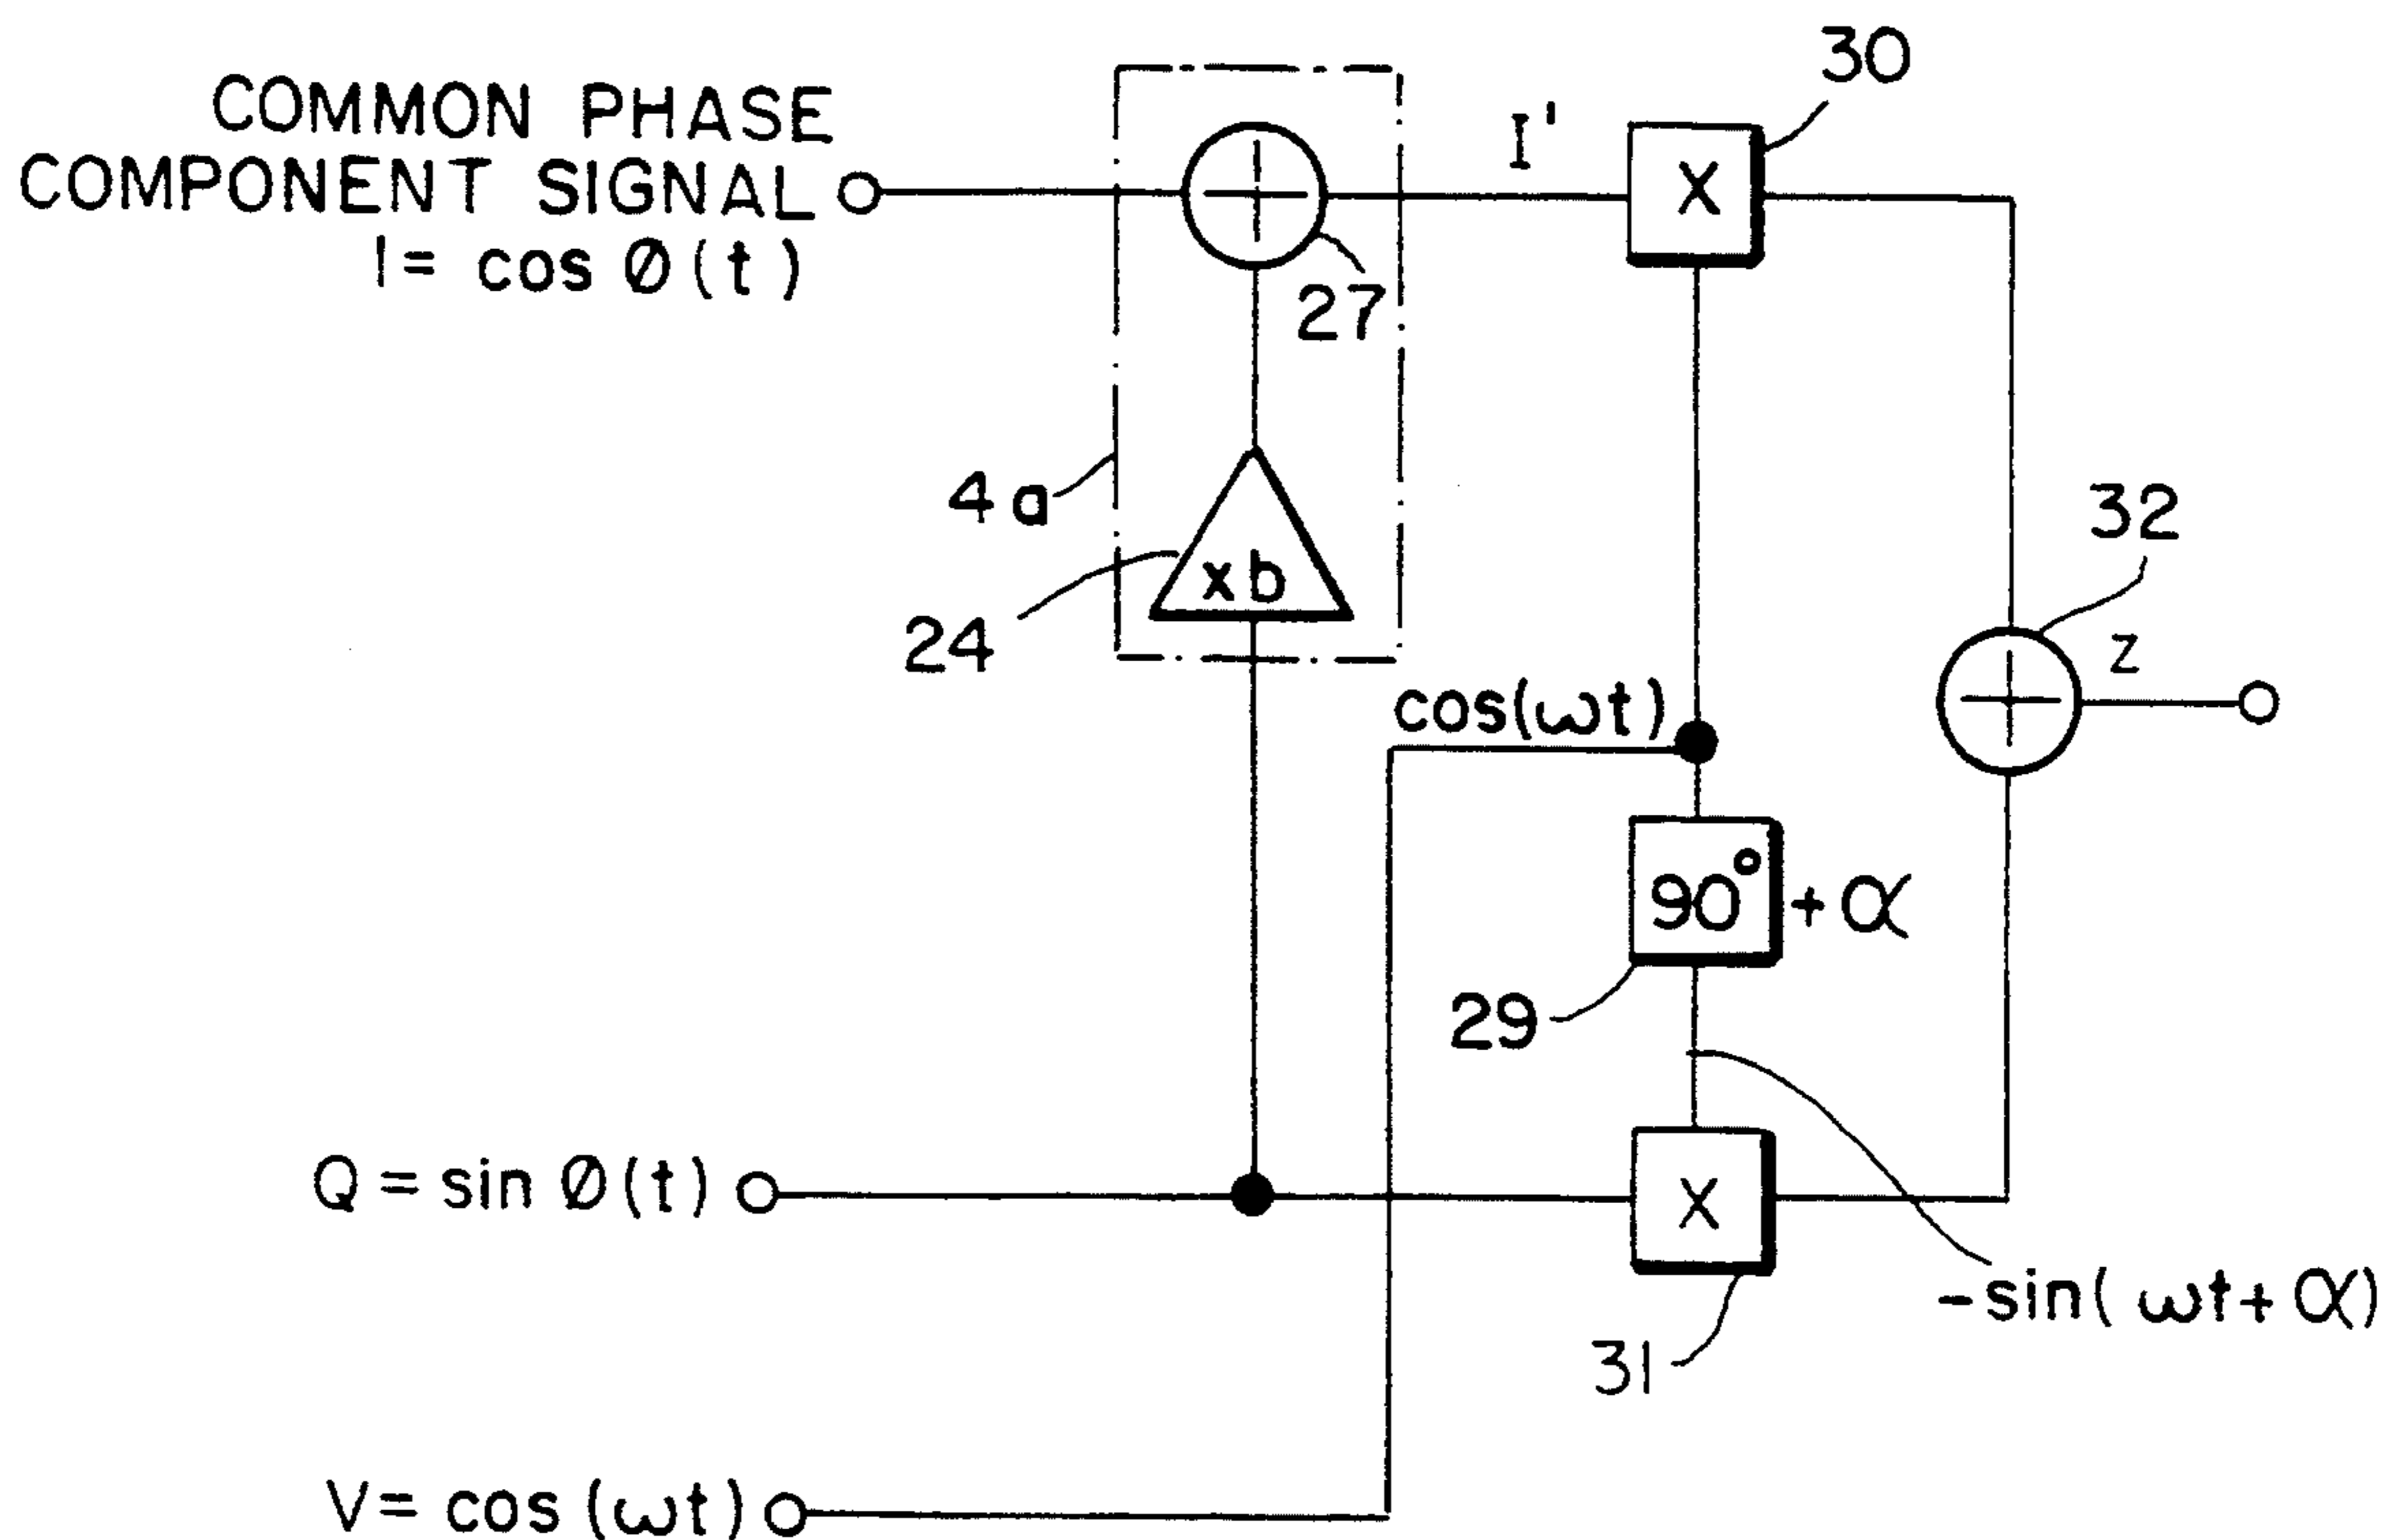 30
COMMON PHASE
COMPONENT SIGNAL
I = cos Ø(t)
I'
X
27
4a
xb
24
32
Z
cos(ωt)
90° + α
29
Q = sin Ø(t)
X
-sin(ωt+α)
31
V= cos (ωt)